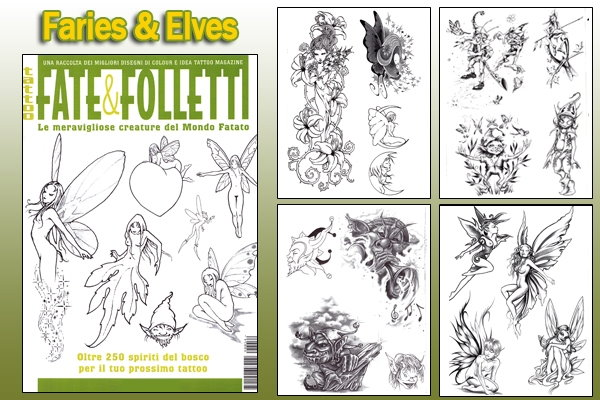 Faries & Elves
UNA RACCOLTA DEI MIGLIORI DISEGNI DI COLOUR E IDEA TATTOO MAGAZINE
tattoo
FATE&FOLLETTI
Le meravigliose creature del Mondo Fatato
Oltre 250 spiriti del bosco
per il tuo prossimo tattoo